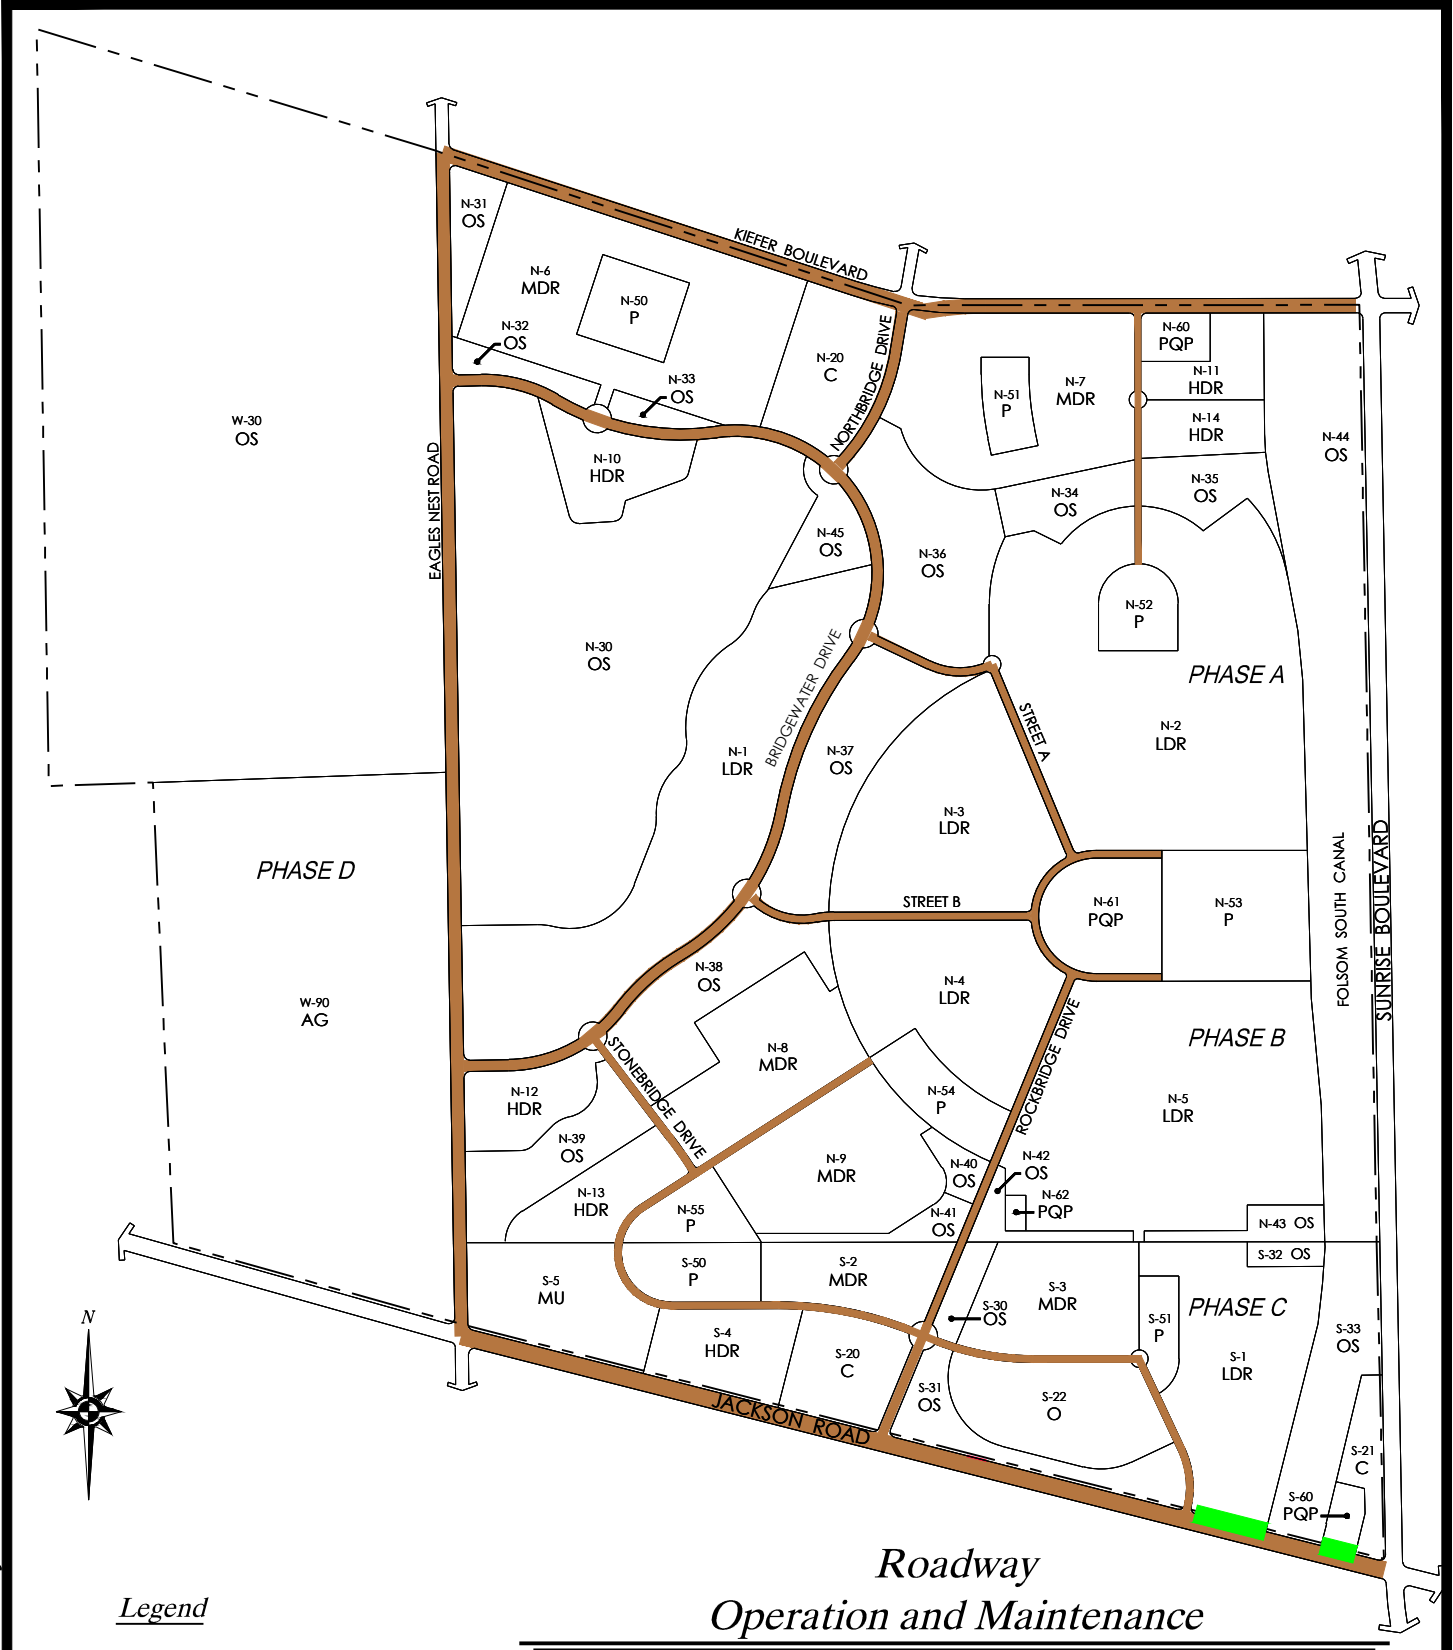 N-31
OS
KIEFER BOULEVARD
N-6
MDR
N-50
P
N-32
OS
N-33
OS
N-20
C
NORTHBRIDGE DRIVE
N-60
PQP
N-11
HDR
N-7
MDR
N-51
P
N-14
HDR
N-44
OS
W-30
OS
N-10
HDR
N-35
OS
N-34
OS
EAGLES NEST ROAD
N-45
OS
N-36
OS
N-52
P
N-30
OS
PHASE A
BRIDGEWATER DRIVE
STREET A
N-2
LDR
N-1
LDR
N-37
OS
N-3
LDR
PHASE D
FOLSOM SOUTH CANAL
SUNRISE BOULEVARD
STREET B
N-61
PQP
N-53
P
N-38
OS
N-4
LDR
W-90
AG
PHASE B
N-8
MDR
STONEBRIDGE DRIVE
ROCKBRIDGE DRIVE
N-12
HDR
N-54
P
N-5
LDR
N-39
OS
N-9
MDR
N-40
OS
N-42
OS
N-13
HDR
N-55
P
N-41
OS
N-62
PQP
N-43 OS
S-32 OS
S-5
MU
S-50
P
S-2
MDR
S-3
MDR
S-30
OS
S-51
P
PHASE C
N
S-4
HDR
S-20
C
S-33
OS
S-1
LDR
S-31
OS
S-22
O
JACKSON ROAD
S-21
C
S-60
PQP
Roadway
Operation and Maintenance
Legend